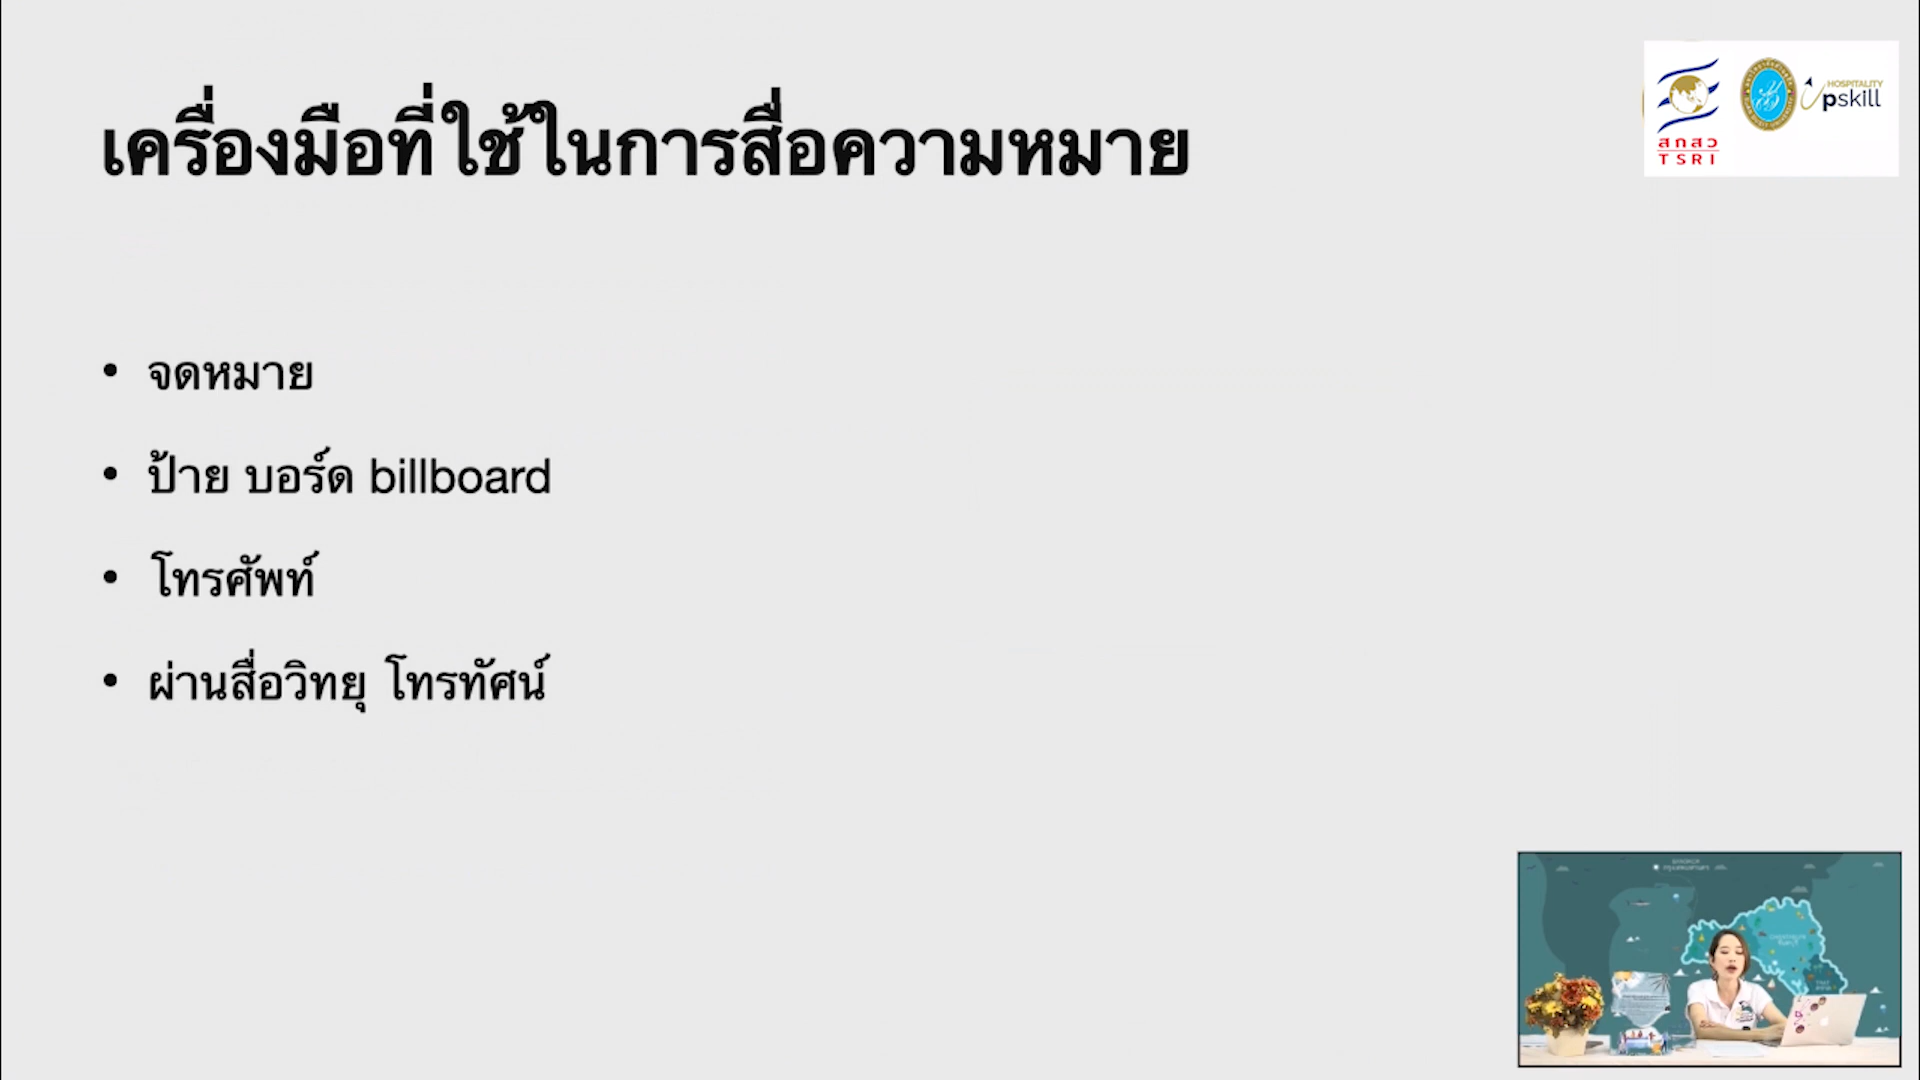 เครื่องมือที่ใช้ในการสื่อความหมาย
สกสว
TSRI
HOSPITALITY
upskill
• จดหมาย
• ป้าย บอร์ด billboard
• โทรศัพท์
• ผ่านสื่อวิทยุ โทรทัศน์